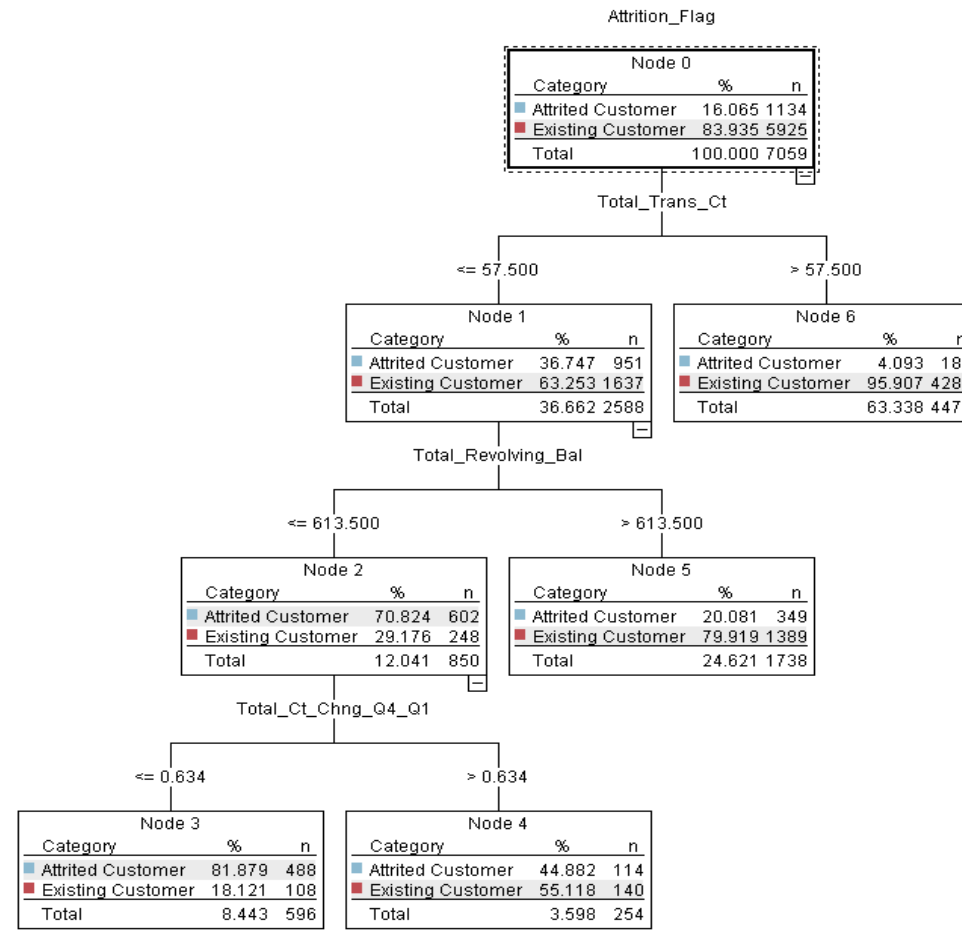 Attrition_Flag
Node 0
Category % n
Attrited Customer 16.065 1134
Existing Customer 83.935 5925
Total 100.000 7059
Total_Trans_Ct
<= 57.500 > 57.500
Node 1
Category % n
Attrited Customer 36.747 951
Existing Customer 63.253 1637
Total 36.662 2588
Node 6
Category % n
Attrited Customer 4.093 18
Existing Customer 95.907 428
Total 63.338 447
Total_Revolving_Bal
<= 613.500 > 613.500
Node 2
Category % n
Attrited Customer 70.824 602
Existing Customer 29.176 248
Total 12.041 850
Node 5
Category % n
Attrited Customer 20.081 349
Existing Customer 79.919 1389
Total 24.621 1738
Total_Ct_Chng_Q4_Q1
<= 0.634 > 0.634
Node 3
Category % n
Attrited Customer 81.879 488
Existing Customer 18.121 108
Total 8.443 596
Node 4
Category % n
Attrited Customer 44.882 114
Existing Customer 55.118 140
Total 3.598 254